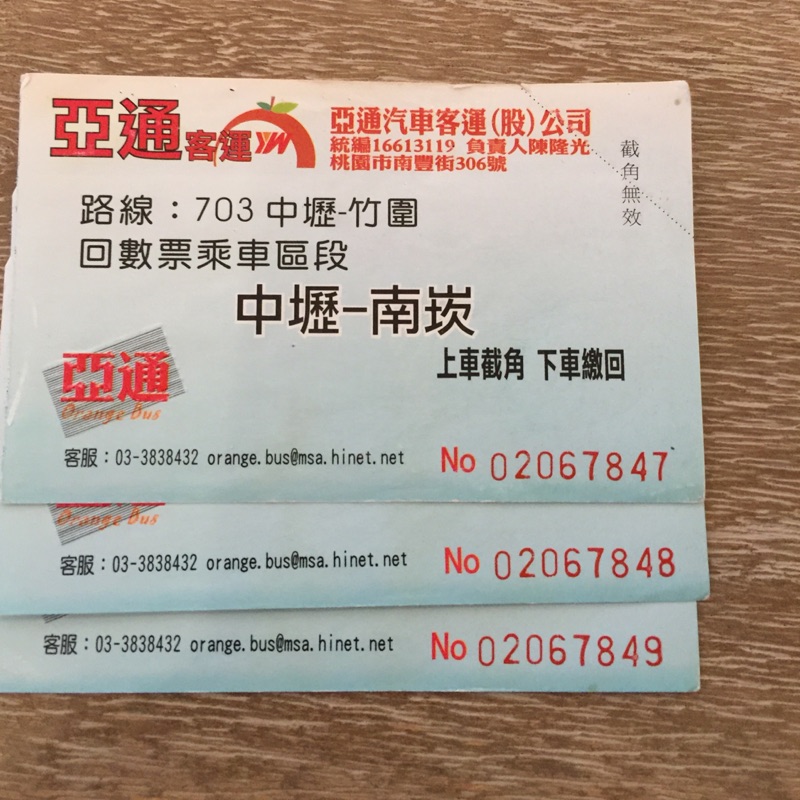 亞通客運 YW
亞通汽車客運(股)公司
統編16613119 負責人陳隆光
桃園市南豐街306號
截角無效
路線：703 中壢-竹圍
回數票乘車區段
中壢-南崁
上車截角 下車繳回
亞通
Orange Bus
客服：03-3838432 orange.bus@msa.hinet.net No 02067847
Orange Bus
客服：03-3838432 orange.bus@msa.hinet.net No 02067848
客服：03-3838432 orange.bus@msa.hinet.net No 02067849